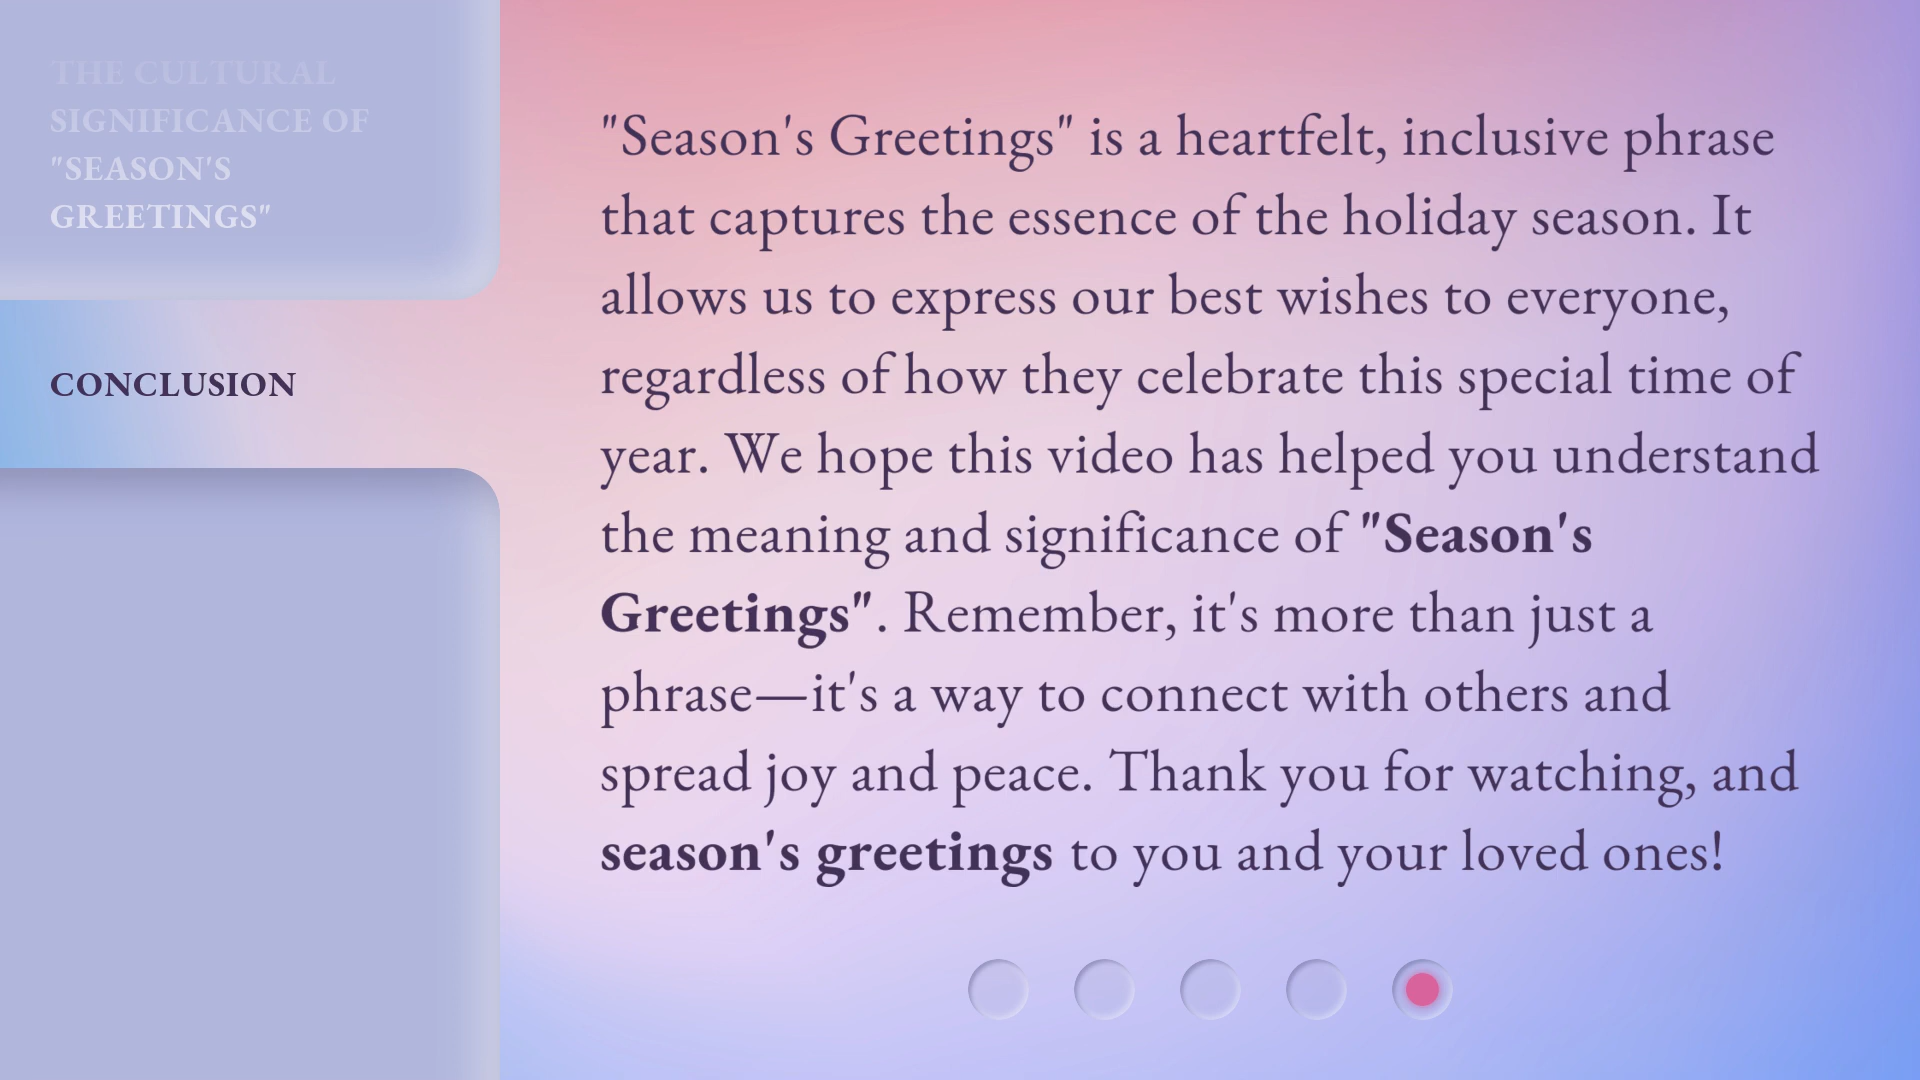 THE CULTURAL
SIGNIFICANCE OF
"SEASON'S
GREETINGS"
CONCLUSION
"Season's Greetings" is a heartfelt, inclusive phrase
that captures the essence of the holiday season. It
allows us to express our best wishes to everyone,
regardless of how they celebrate this special time of
year. We hope this video has helped you understand
the meaning and significance of "Season's
Greetings". Remember, it's more than just a
phrase—it's a way to connect with others and
spread joy and peace. Thank you for watching, and
season's greetings to you and your loved ones!